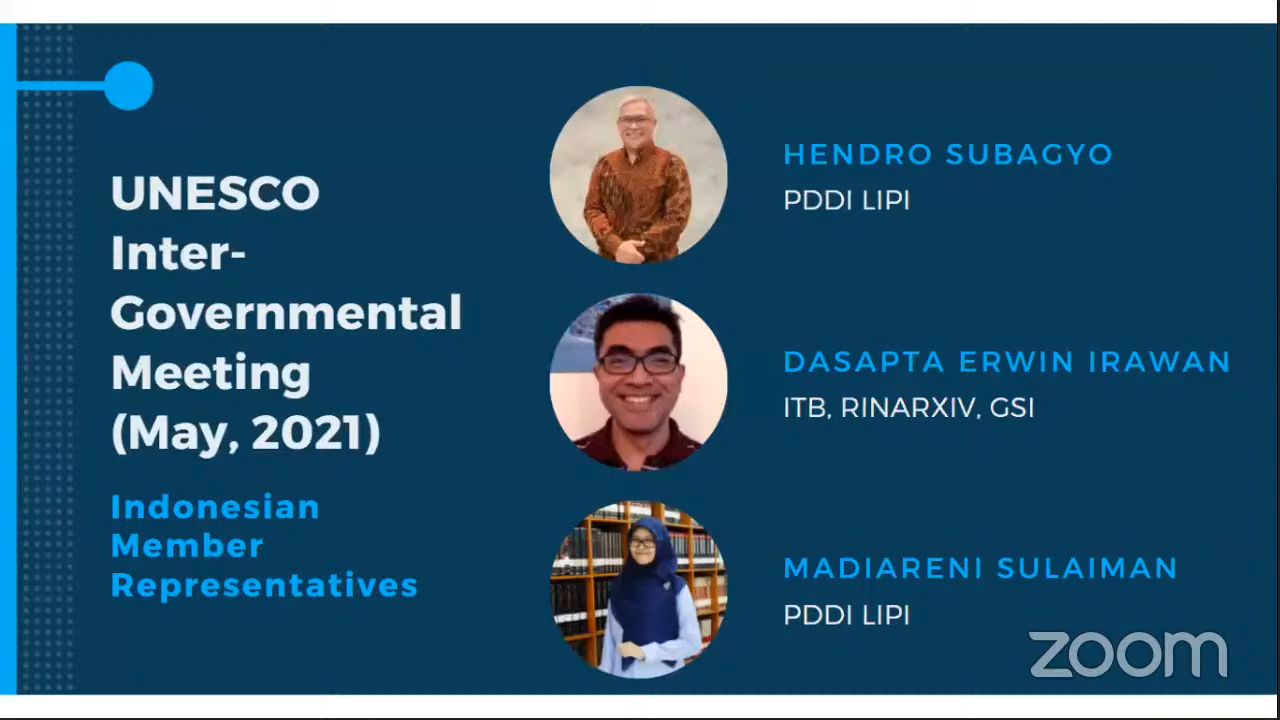 UNESCO
Inter-
Governmental
Meeting
(May, 2021)
Indonesian
Member
Representatives
HENDRO SUBAGYO
PDDI LIPI
DASAPTA ERWIN IRAWAN
ITB, RINARXIV, GSI
MADIARENI SULAIMAN
PDDI LIPI
zoom